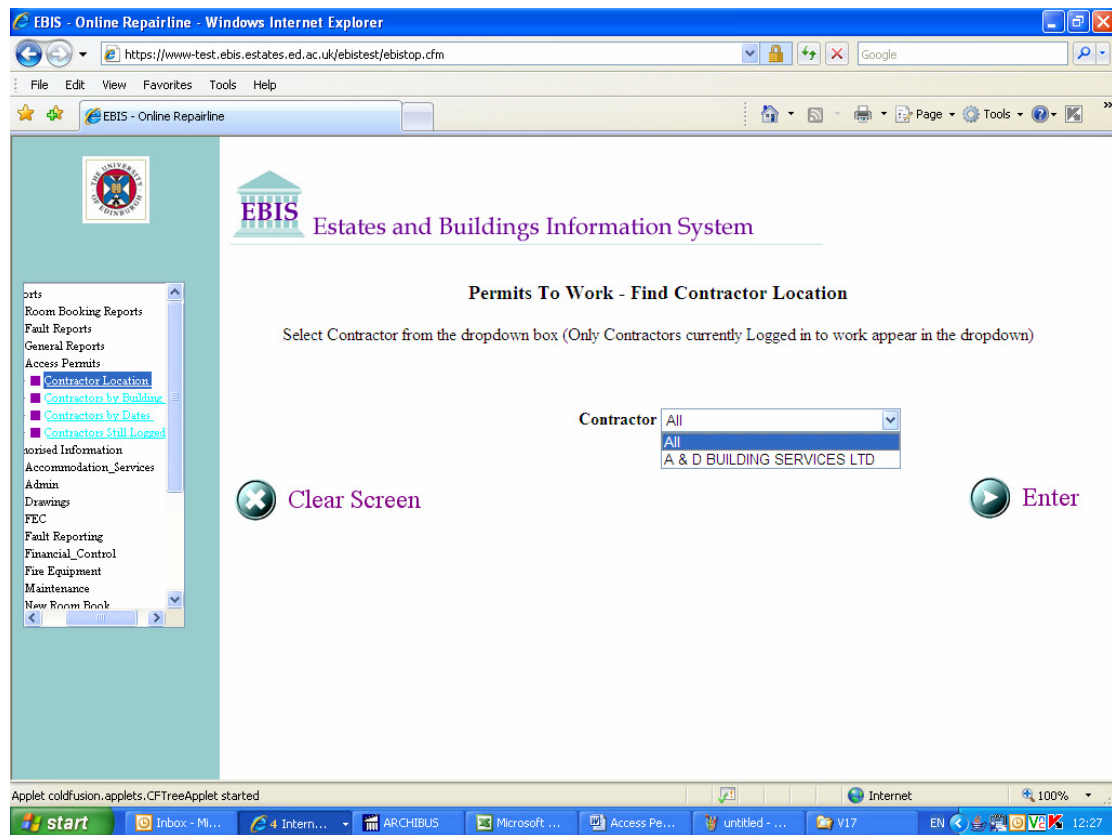 EBIS - Online Repairline - Windows Internet Explorer
https://www-test.ebis.estates.ed.ac.uk/ebistest/ebistop.cfm
Google
File Edit View Favorites Tools Help
EBIS - Online Repairline
Page Tools
THE UNIVERSITY OF EDINBURGH
EBIS
Estates and Buildings Information System
orts
Room Booking Reports
Fault Reports
General Reports
Access Permits
Contractor Location
Contractors by Building
Contractors by Dates
Contractors Still Logged
horised Information
Accommodation_Services
Admin
Drawings
FEC
Fault Reporting
Financial_Control
Fire Equipment
Maintenance
New Room Book
Permits To Work - Find Contractor Location
Select Contractor from the dropdown box (Only Contractors currently Logged in to work appear in the dropdown)
Contractor All
All
A & D BUILDING SERVICES LTD
Clear Screen
Enter
Applet coldfusion.applets.CFTreeApplet started
Internet
100%
start
Inbox - Mi...
4 Intern...
ARCHIBUS
Microsoft ...
Access Pe...
untitled - ...
V17
EN
12:27